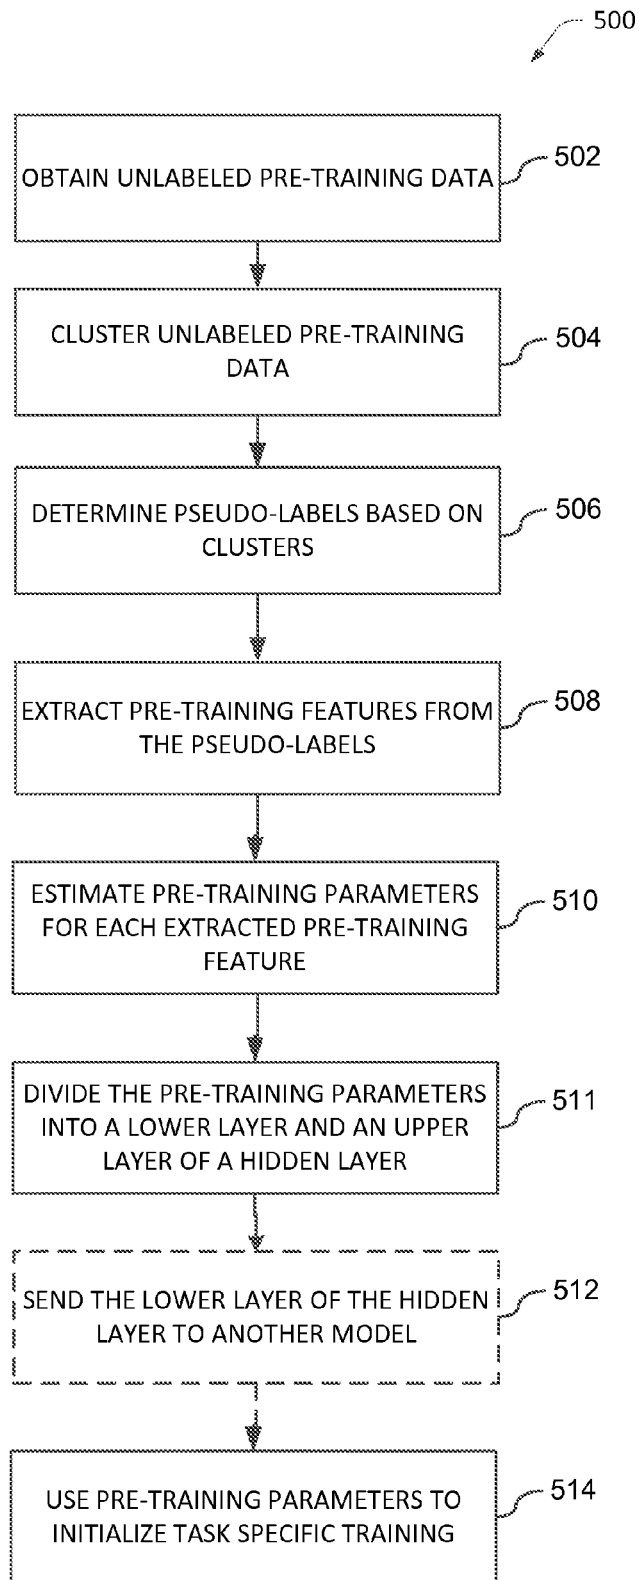 500
OBTAIN UNLABELED PRE-TRAINING DATA
502
CLUSTER UNLABELED PRE-TRAINING
DATA
504
DETERMINE PSEUDO-LABELS BASED ON
CLUSTERS
506
EXTRACT PRE-TRAINING FEATURES FROM
THE PSEUDO-LABELS
508
ESTIMATE PRE-TRAINING PARAMETERS
FOR EACH EXTRACTED PRE-TRAINING
FEATURE
510
DIVIDE THE PRE-TRAINING PARAMETERS
INTO A LOWER LAYER AND AN UPPER
LAYER OF A HIDDEN LAYER
511
SEND THE LOWER LAYER OF THE HIDDEN
LAYER TO ANOTHER MODEL
512
USE PRE-TRAINING PARAMETERS TO
INITIALIZE TASK SPECIFIC TRAINING
514